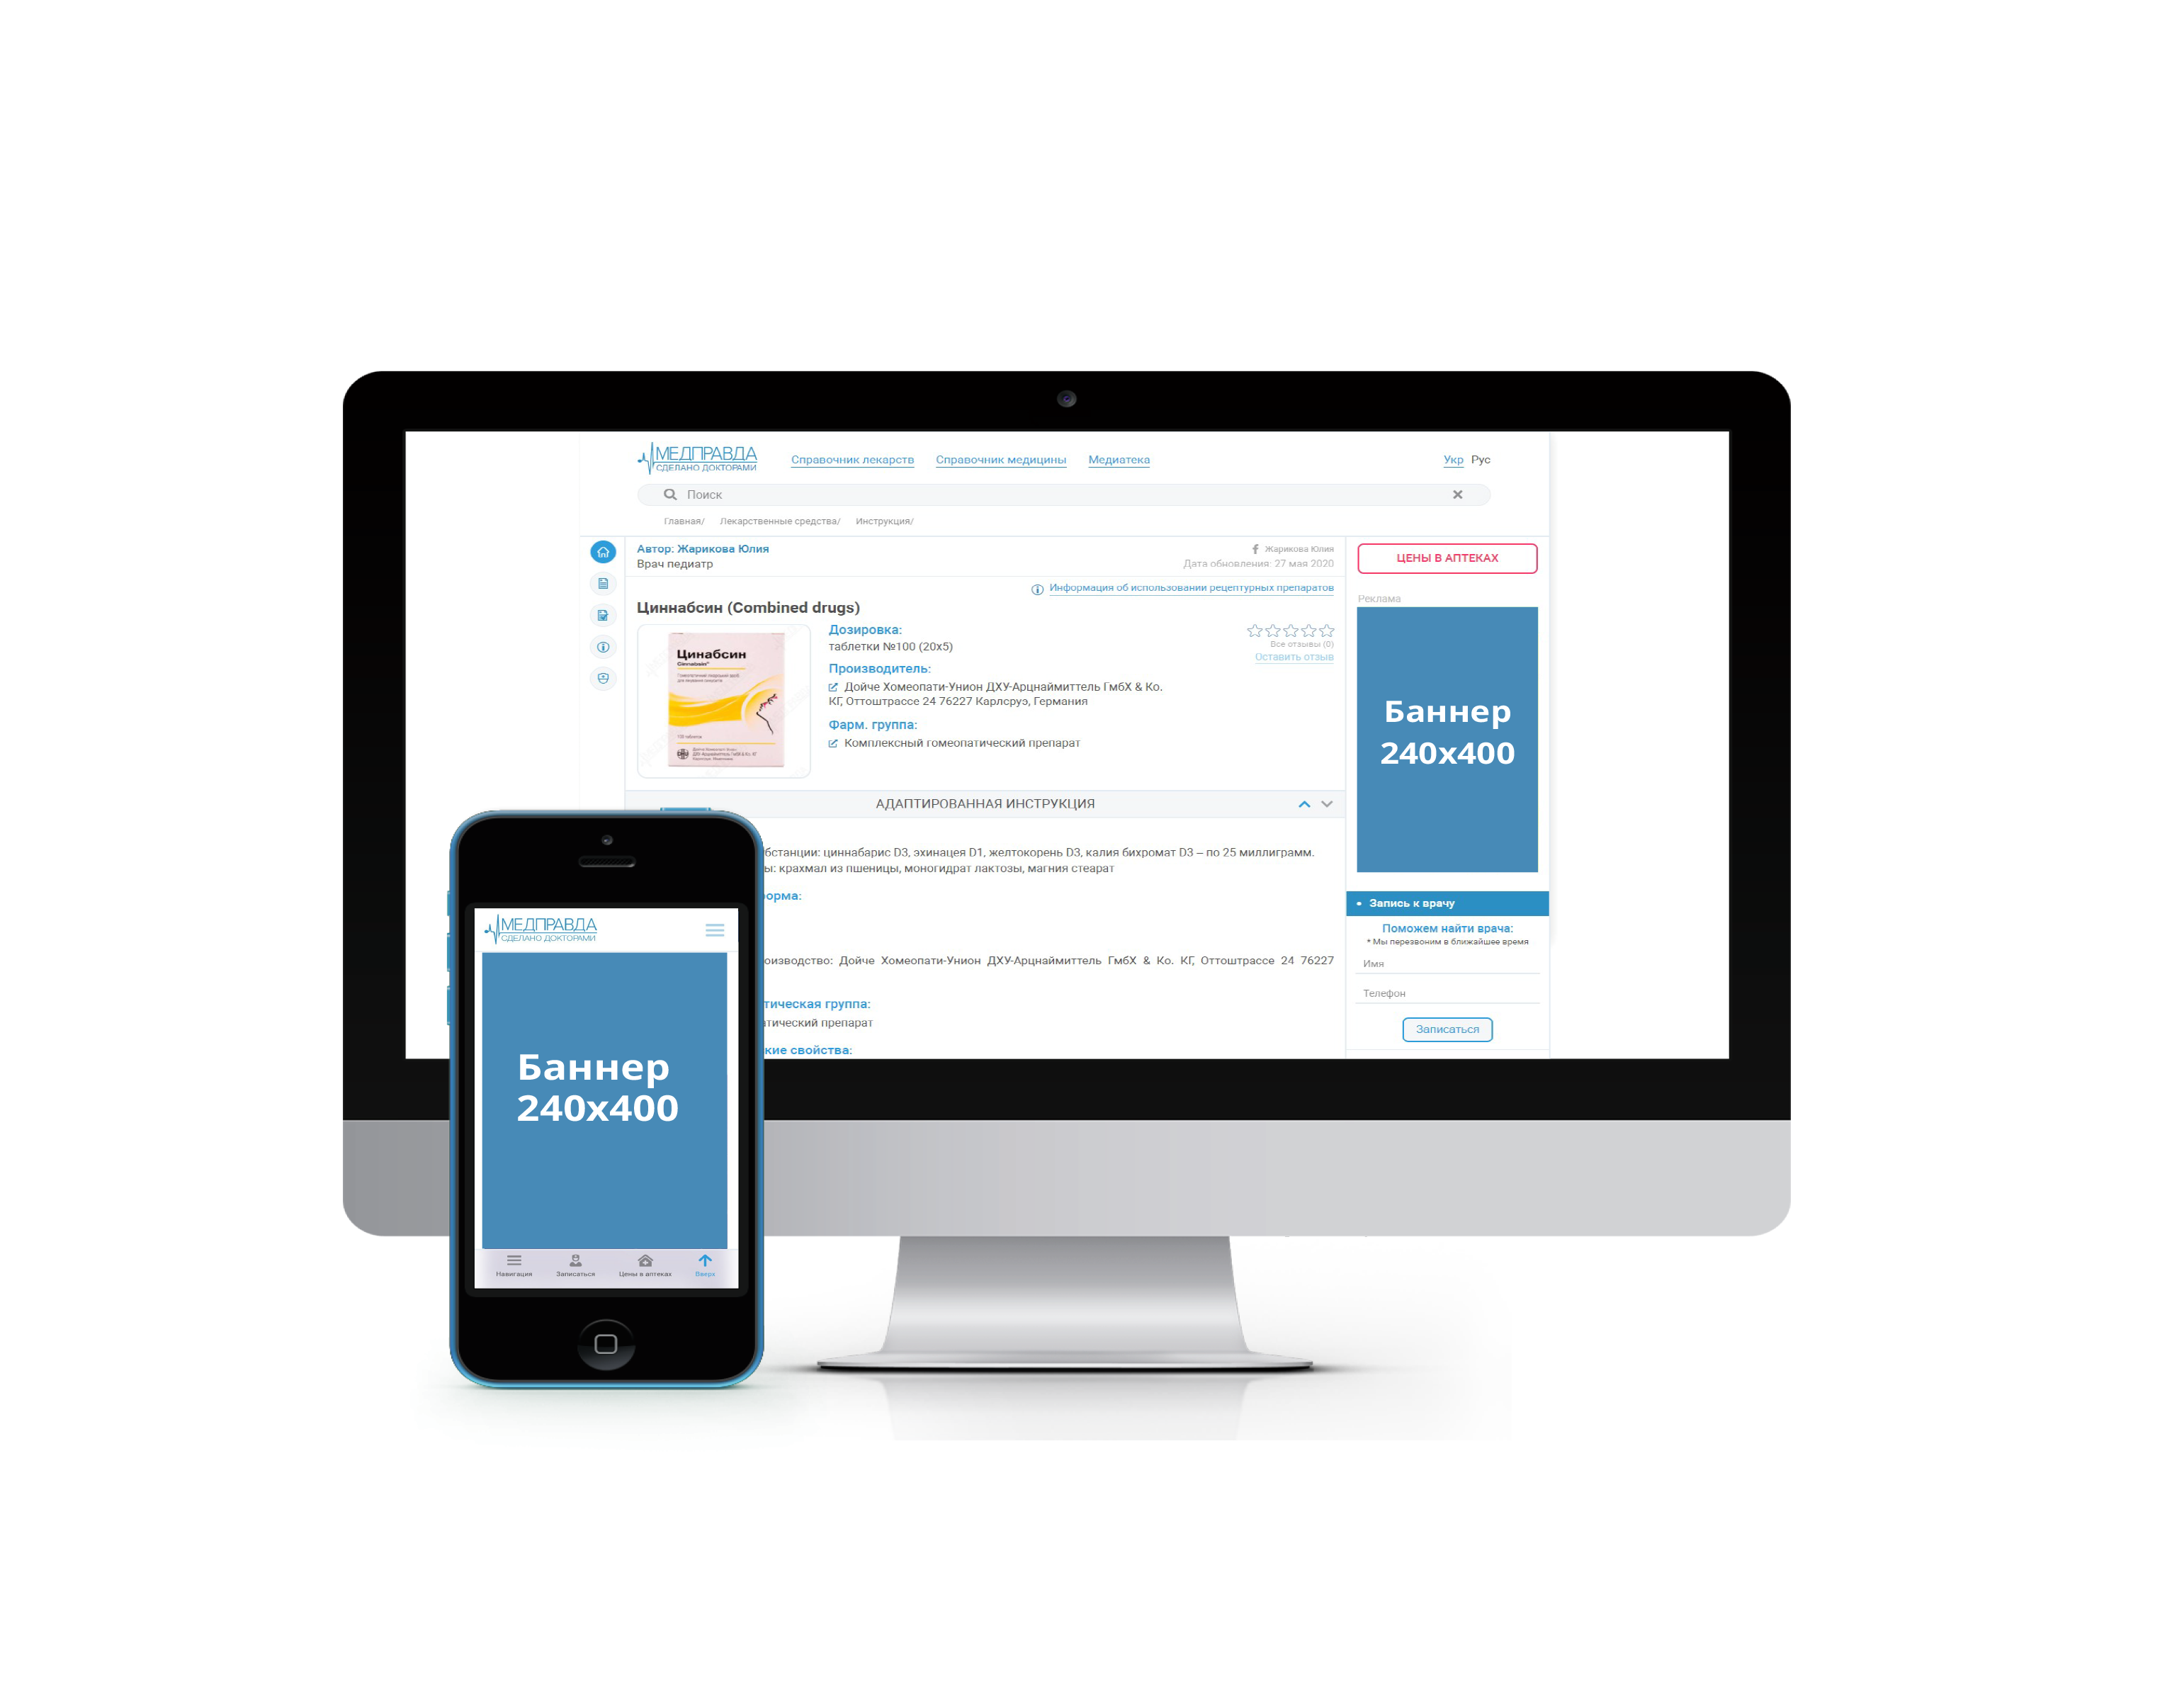 МЕДПРАВДА
СДЕЛАНО ДОКТОРАМИ
Справочник лекарств Справочник медицины Медиатека
Укр Рус
Поиск
Главная/ Лекарственные средства/ Инструкция/
Автор: Жарикова Юлия
Врач педиатр
Жарикова Юлия
Дата обновления: 27 мая 2020
Информация об использовании рецептурных препаратов
Циннабсин (Combined drugs)
Цинабсин
Cinnabsin®
100 таблеток
Дозировка:
таблетки №100 (20x5)
Производитель:
Дойче Хомеопати-Унион ДХУ-Арцнаймиттель ГмбХ & Ко.
КГ, Оттоштрассе 24 76227 Карлсруэ, Германия
Фарм. группа:
Комплексный гомеопатический препарат
Все отзывы (0)
Оставить отзыв
АДАПТИРОВАННАЯ ИНСТРУКЦИЯ
бстанции: циннабарис D3, эхинацея D1, желтокорень D3, калия бихромат D3 – по 25 миллиграмм.
ы: крахмал из пшеницы, моногидрат лактозы, магния стеарат
орма:
оизводство: Дойче Хомеопати-Унион ДХУ-Арцнаймиттель ГмбХ & Ко. КГ, Оттоштрассе 24 76227
тическая группа:
атический препарат
кие свойства:
ЦЕНЫ В АПТЕКАХ
Реклама
Баннер
240x400
Запись к врачу
Поможем найти врача:
* Мы перезвоним в ближайшее время
Имя
Телефон
Записаться
МЕДПРАВДА
СДЕЛАНО ДОКТОРАМИ
Баннер
240x400
Навигация Записаться Цены в аптеках Вверх